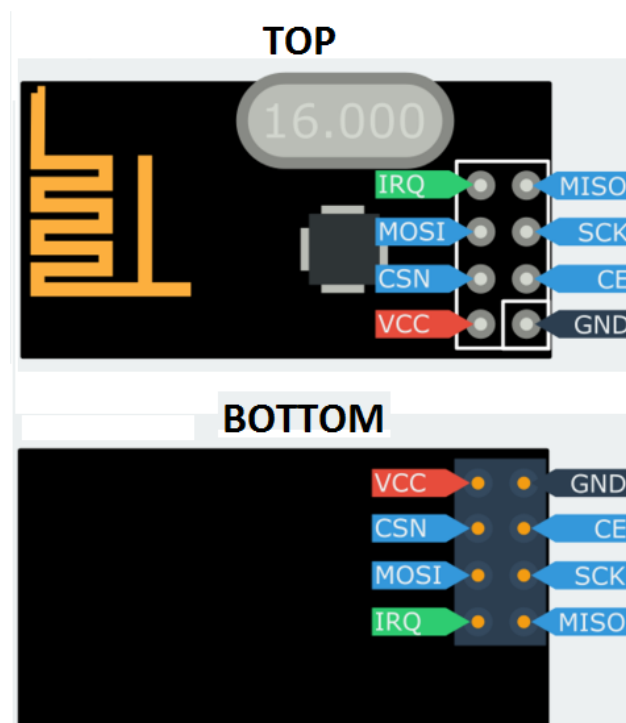 TOP
16.000
IRQ MISO
MOSI SCK
CSN CE
VCC GND
BOTTOM
VCC GND
CSN CE
MOSI SCK
IRQ MISO